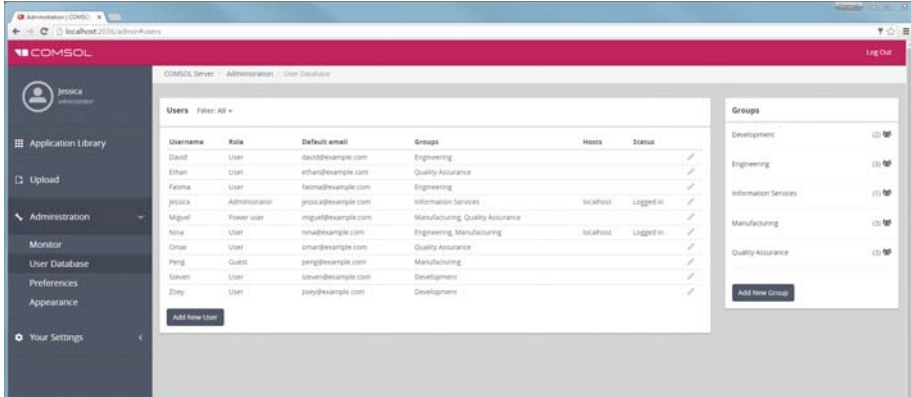 Administration | COMSOL
localhost:2036/admin#users
COMSOL
Log Out
Jessica
administrator
COMSOL Server / Administration / User Database
Application Library
Upload
Administration
Monitor
User Database
Preferences
Appearance
Your Settings
Users Filter: All
Username Role Default email Groups Hosts Status
David User david@example.com Engineering
Ethan User ethan@example.com Quality Assurance
Fatima User fatima@example.com Engineering
Jessica Administrator jessica@example.com Information Services localhost Logged in
Miguel Power user miguel@example.com Manufacturing, Quality Assurance
Nina User nina@example.com Engineering, Manufacturing localhost Logged in
Omar User omar@example.com Quality Assurance
Peng Guest peng@example.com Manufacturing
Steven User steven@example.com Development
Zoey User zoey@example.com Development
Add New User
Groups
Development (2)
Engineering (3)
Information Services (1)
Manufacturing (3)
Quality Assurance (3)
Add New Group